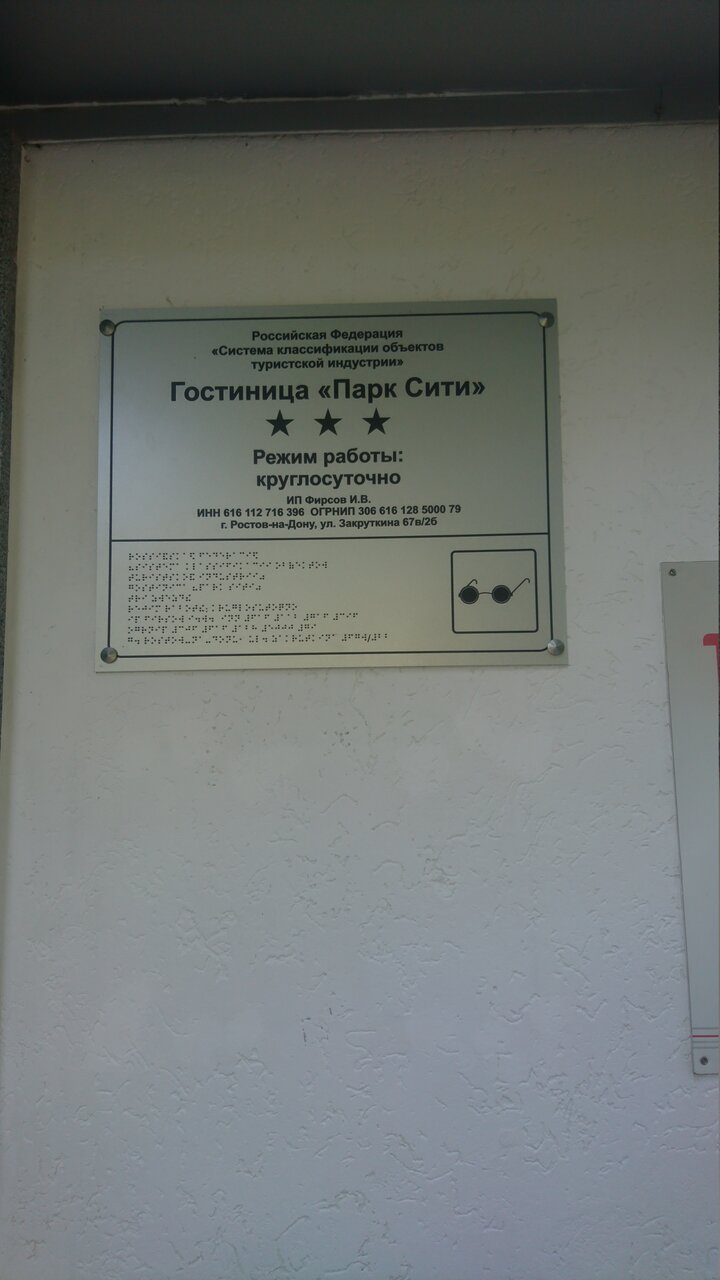 Российская Федерация
«Система классификации объектов
туристской индустрии»
Гостиница «Парк Сити»
★ ★ ★
Режим работы:
круглосуточно
ИП Фирсов И.В.
ИНН 616 112 716 396 ОГРНИП 306 616 128 5000 79
г. Ростов-на-Дону, ул. Закруткина 67в/2б